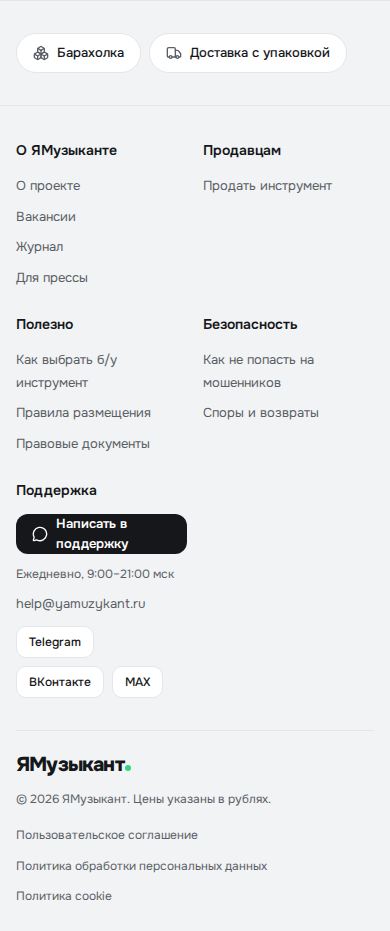 Барахолка
Доставка с упаковкой
О ЯМузыканте
О проекте
Вакансии
Журнал
Для прессы
Продавцам
Продать инструмент
Полезно
Как выбрать б/у
инструмент
Правила размещения
Правовые документы
Безопасность
Как не попасть на
мошенников
Споры и возвраты
Поддержка
Написать в
поддержку
Ежедневно, 9:00–21:00 мск
help@yamuzykant.ru
Telegram
ВКонтакте
MAX
ЯМузыкант.
© 2026 ЯМузыкант. Цены указаны в рублях.
Пользовательское соглашение
Политика обработки персональных данных
Политика cookie